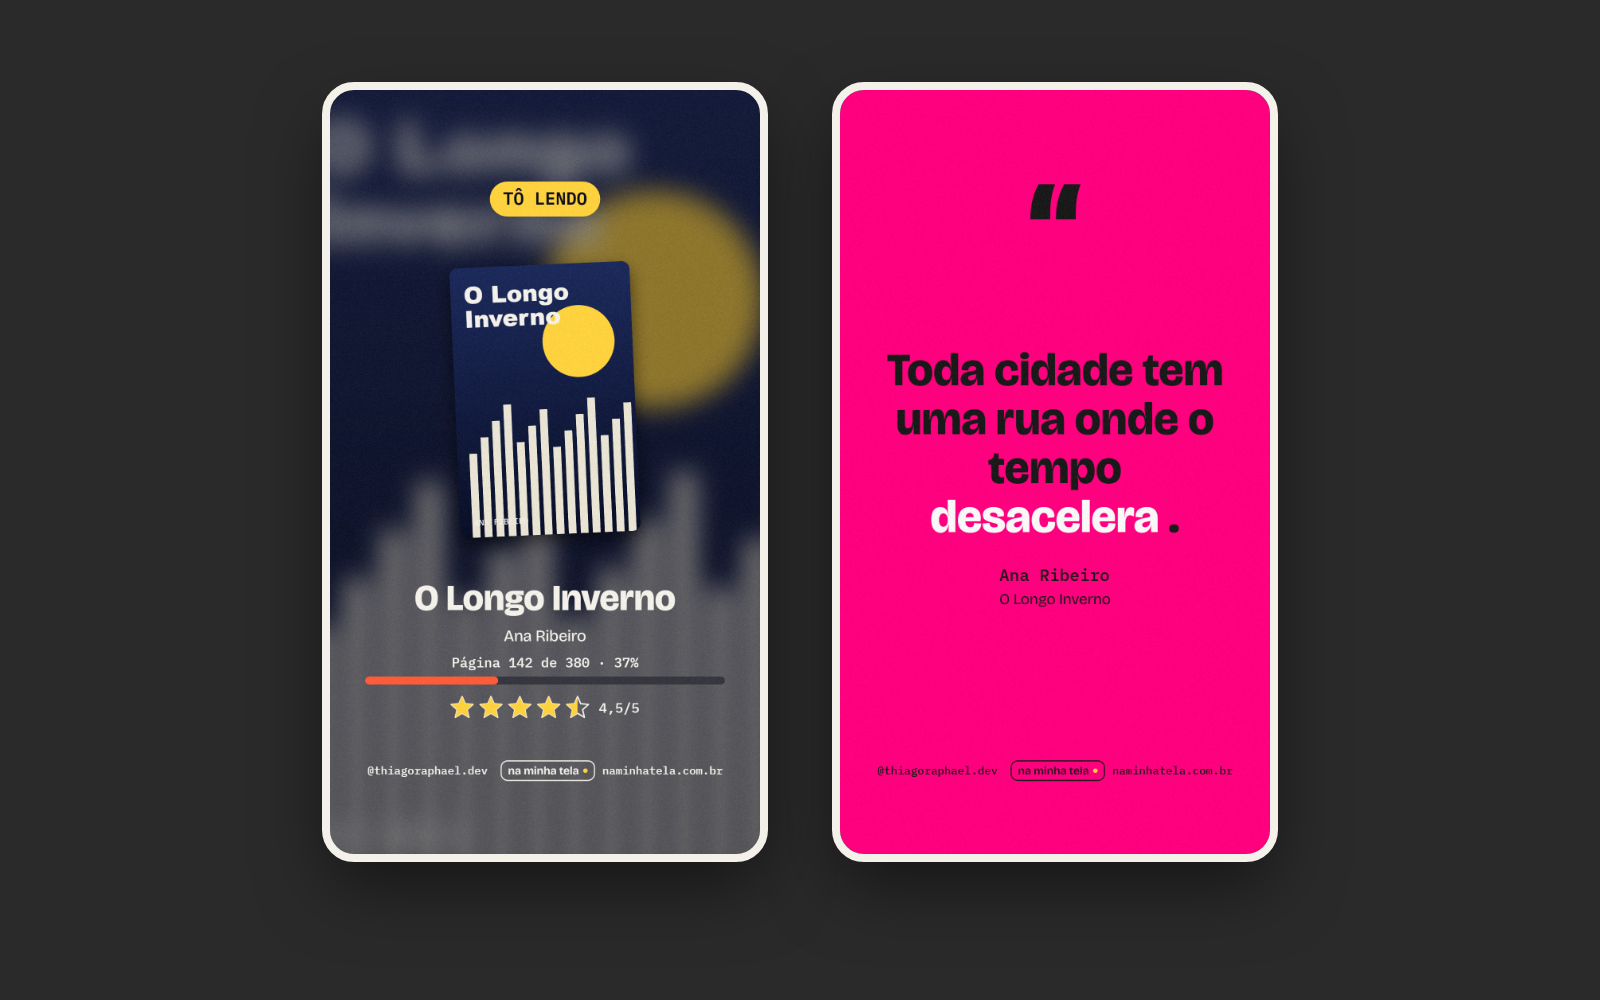 O Longo
TÔ LENDO
O Longo
Inverno
O Longo Inverno
Ana Ribeiro
Página 142 de 380 · 37%
4,5/5
@thiagoraphael.dev na minha tela naminhatela.com.br
“
Toda cidade tem
uma rua onde o
tempo
desacelera .
Ana Ribeiro
O Longo Inverno
@thiagoraphael.dev na minha tela naminhatela.com.br